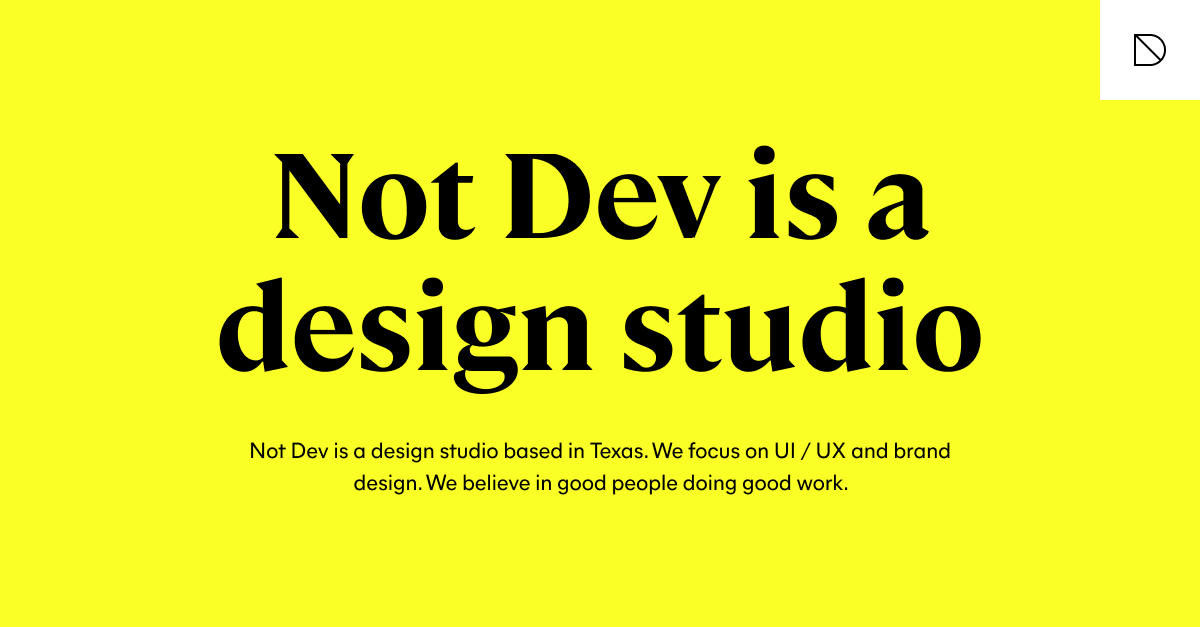 Not Dev is a
design studio
Not Dev is a design studio based in Texas. We focus on UI / UX and brand
design. We believe in good people doing good work.